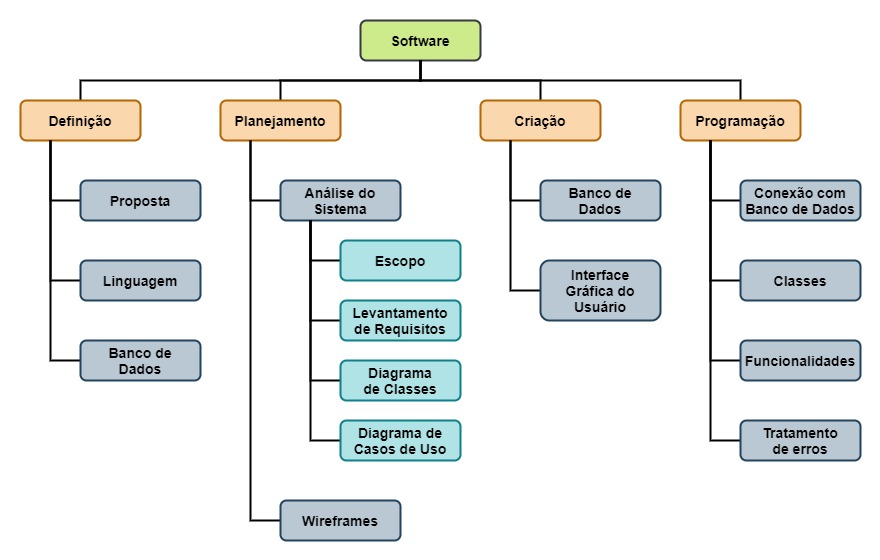 Software
Definição
Planejamento
Criação
Programação
Proposta
Linguagem
Banco de
Dados
Análise do
Sistema
Escopo
Levantamento
de Requisitos
Diagrama
de Classes
Diagrama de
Casos de Uso
Wireframes
Banco de
Dados
Interface
Gráfica do
Usuário
Conexão com
Banco de Dados
Classes
Funcionalidades
Tratamento
de erros